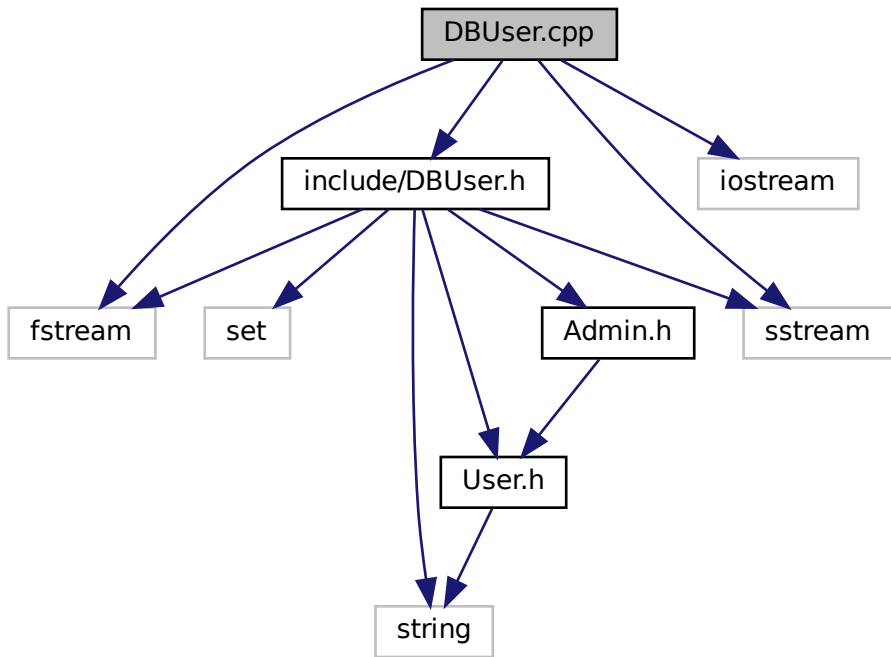 DBUser.cpp
include/DBUser.h
iostream
fstream
set
Admin.h
sstream
User.h
string